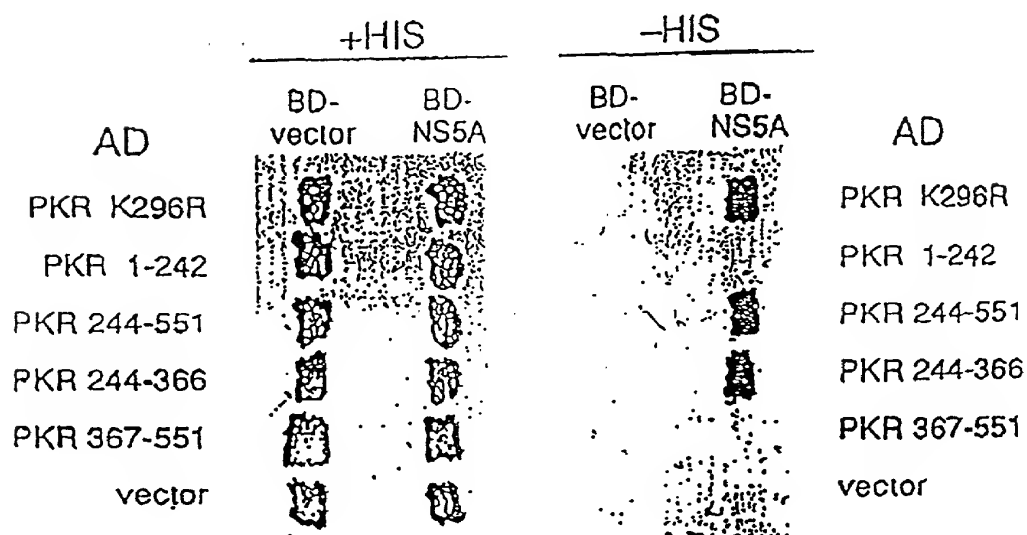 +HIS
–HIS
BD-vector
BD-NS5A
BD-vector
BD-NS5A
AD
AD
PKR K296R
PKR 1-242
PKR 244-551
PKR 244-366
PKR 367-551
vector
PKR K296R
PKR 1-242
PKR 244-551
PKR 244-366
PKR 367-551
vector